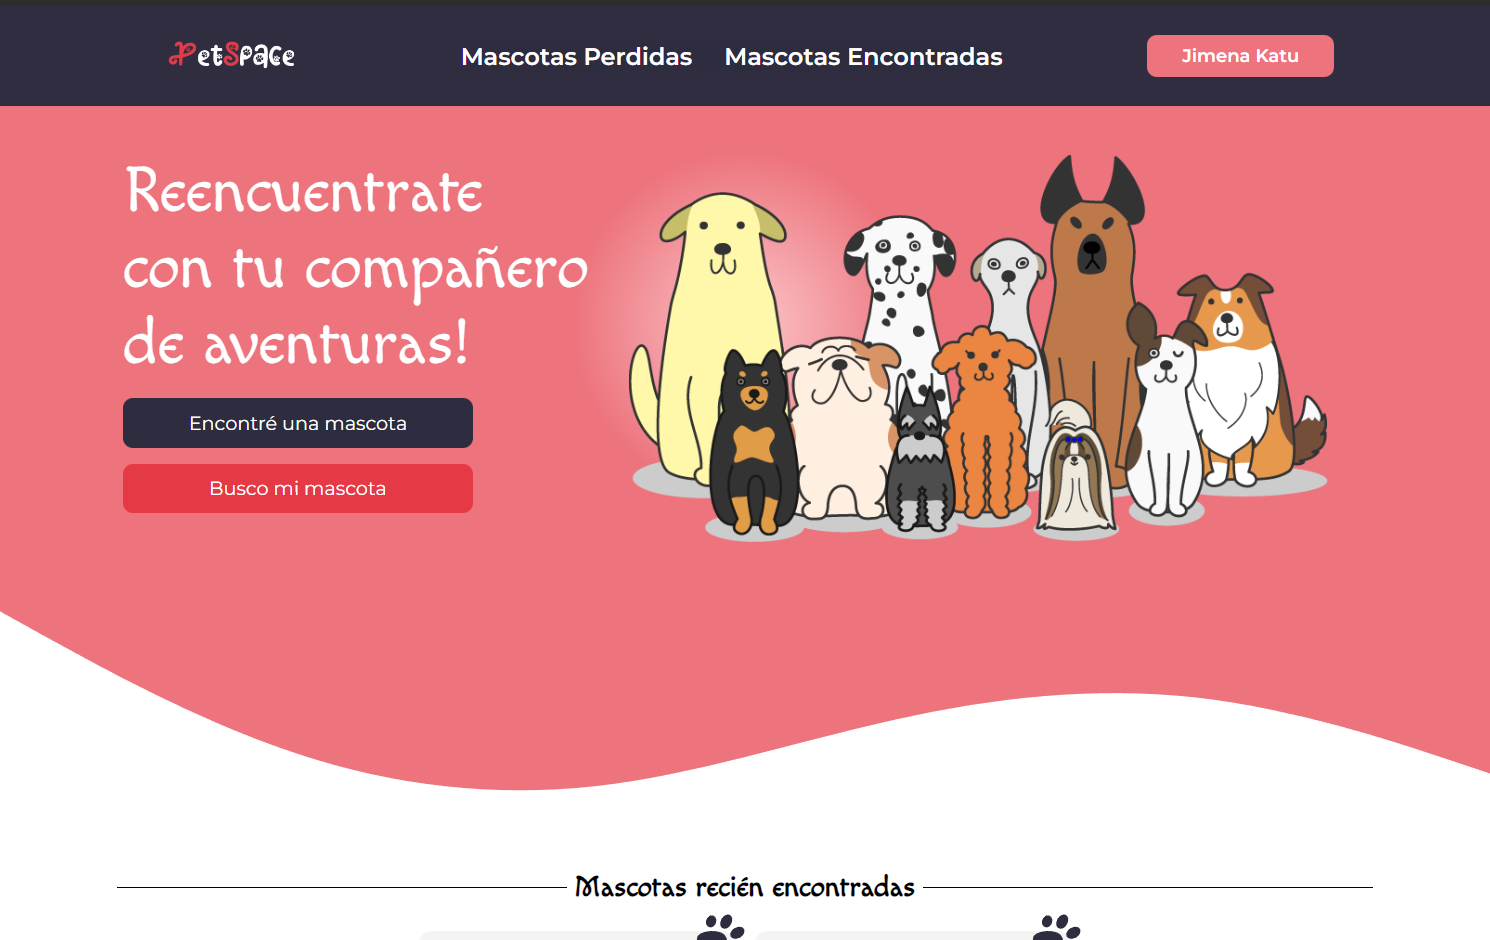 PetSpace
Mascotas Perdidas
Mascotas Encontradas
Jimena Katu
Reencuentrate
con tu compañero
de aventuras!
Encontré una mascota
Busco mi mascota
Mascotas recién encontradas